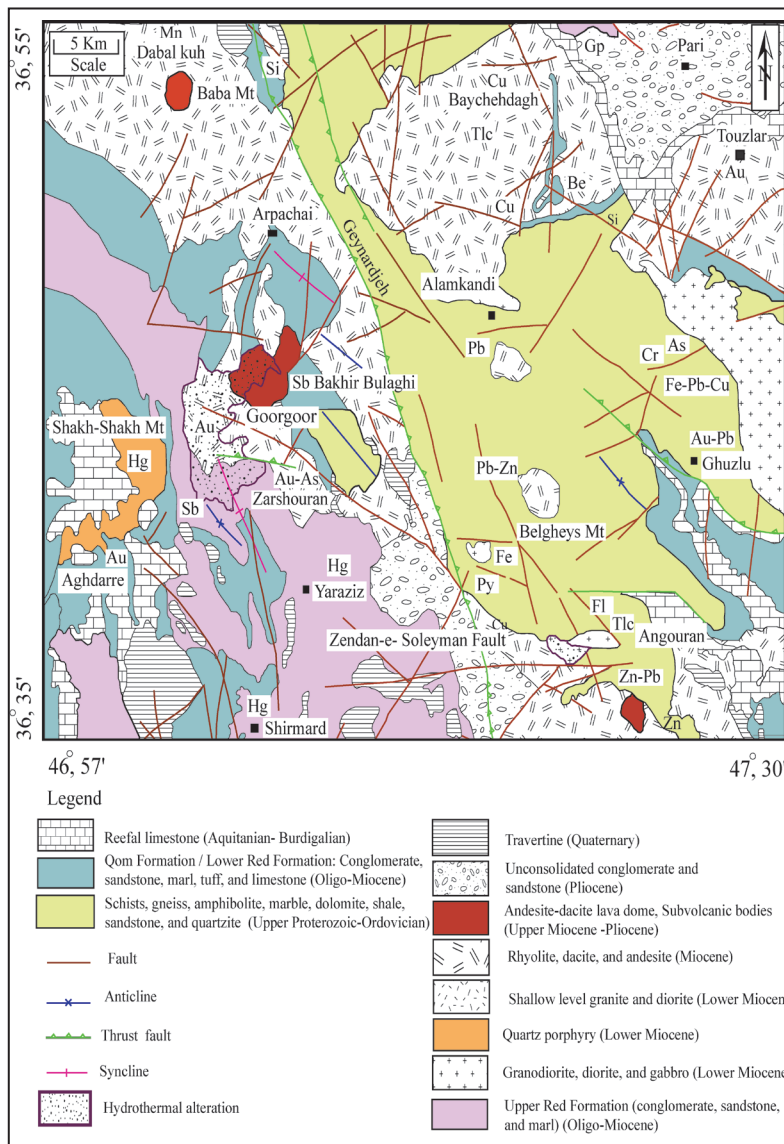 36° 55'
5 Km
Scale
Mn
Dabal kuh
Baba Mt
Si
Cu
Baychehdagh
Tlc
Gp
Pari
N
Touzlar
Au
Be
Cu
Si
Arpachai
Geynardjeh
Alamkandi
Pb
As
Cr
Fe-Pb-Cu
Sb Bakhir Bulaghi
Goorgoor
Shakh-Shakh Mt
Hg
Au
Au-As
Zarshouran
Sb
Au-Pb
Ghuzlu
Pb-Zn
Belgheys Mt
Au
Aghdarre
Fe
Hg
Yaraziz
Py
Fl
Tlc
Cu
Angouran
Zendan-e- Soleyman Fault
Zn-Pb
Hg
Shirmard
Zn
36° 35'
46° 57'
47° 30'
Legend
Reefal limestone (Aquitanian- Burdigalian)
Qom Formation / Lower Red Formation: Conglomerate,
sandstone, marl, tuff, and limestone (Oligo-Miocene)
Schists, gneiss, amphibolite, marble, dolomite, shale,
sandstone, and quartzite (Upper Proterozoic-Ordovician)
Fault
Anticline
Thrust fault
Syncline
Hydrothermal alteration
Travertine (Quaternary)
Unconsolidated conglomerate and
sandstone (Pliocene)
Andesite-dacite lava dome, Subvolcanic bodies
(Upper Miocene -Pliocene)
Rhyolite, dacite, and andesite (Miocene)
Shallow level granite and diorite (Lower Miocen
Quartz porphyry (Lower Miocene)
Granodiorite, diorite, and gabbro (Lower Miocene
Upper Red Formation (conglomerate, sandstone,
and marl) (Oligo-Miocene)